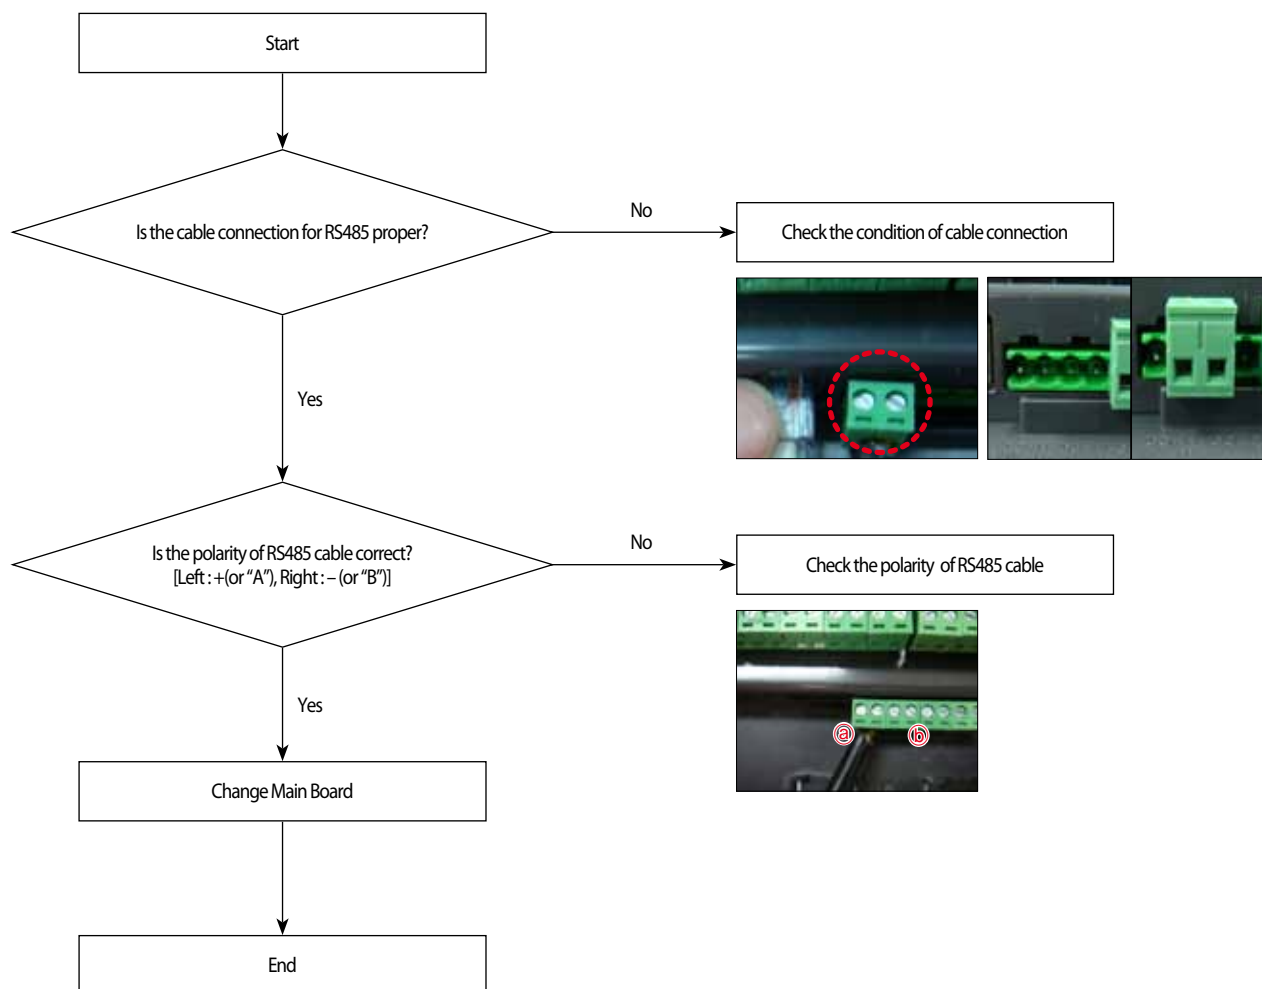 Start
Is the cable connection for RS485 proper?
No
Check the condition of cable connection
Yes
Is the polarity of RS485 cable correct?
[Left : +(or “A”), Right : – (or “B”)]
No
Check the polarity of RS485 cable
ⓐ ⓑ
Yes
Change Main Board
End